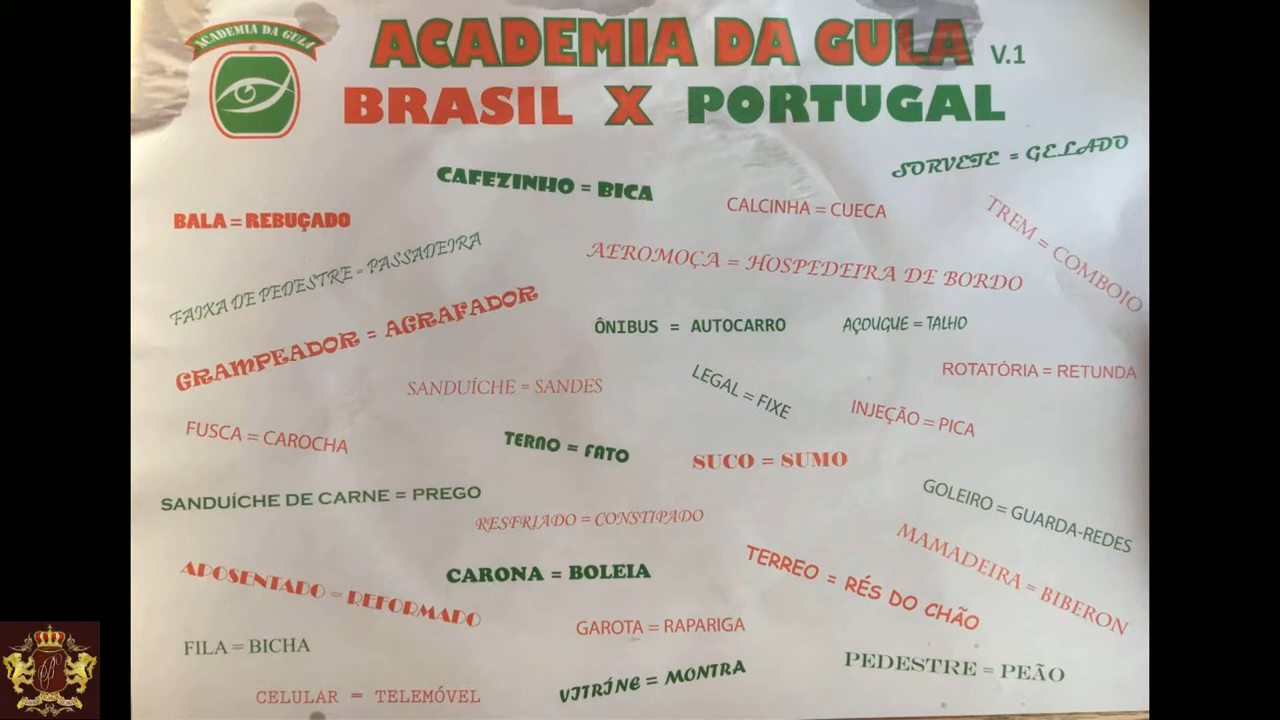 ACADEMIA DA GULA
ACADEMIA DA GULA V.1
BRASIL X PORTUGAL
SORVETE = GELADO
CAFEZINHO = BICA
CALCINHA = CUECA
BALA = REBUÇADO
TREM = COMBOIO
FAIXA DE PEDESTRE = PASSADEIRA
AEROMOÇA = HOSPEDEIRA DE BORDO
GRAMPEADOR = AGRAFADOR
ÔNIBUS = AUTOCARRO
AÇOUGUE = TALHO
ROTATÓRIA = RETUNDA
SANDUÍCHE = SANDES
LEGAL = FIXE
INJEÇÃO = PICA
FUSCA = CAROCHA
TERNO = FATO
SUCO = SUMO
SANDUÍCHE DE CARNE = PREGO
GOLEIRO = GUARDA-REDES
RESFRIADO = CONSTIPADO
MAMADEIRA = BIBERON
APOSENTADO = REFORMADO
CARONA = BOLEIA
TERREO = RÉS DO CHÃO
GAROTA = RAPARIGA
FILA = BICHA
PEDESTRE = PEÃO
VITRÍNE = MONTRA
CELULAR = TELEMÓVEL